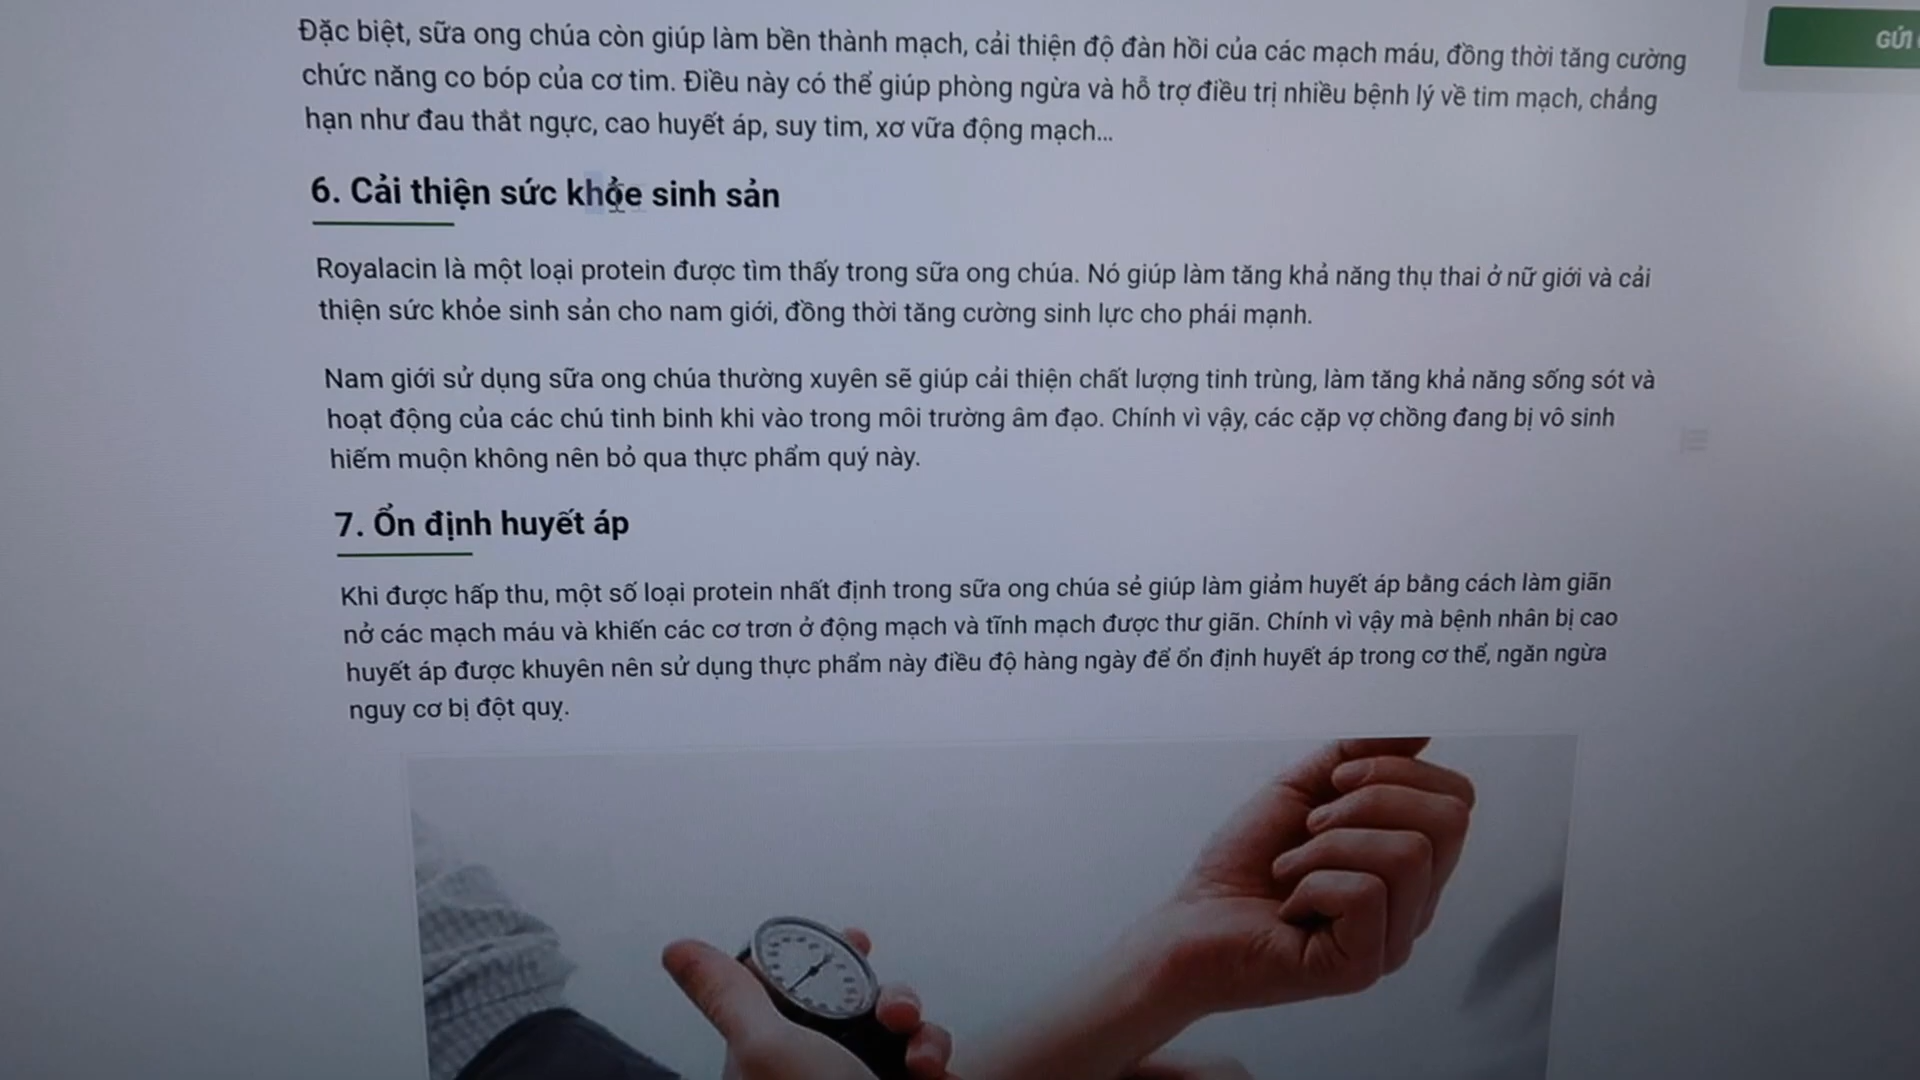 Đặc biệt, sữa ong chúa còn giúp làm bền thành mạch, cải thiện độ đàn hồi của các mạch máu, đồng thời tăng cường
chức năng co bóp của cơ tim. Điều này có thể giúp phòng ngừa và hỗ trợ điều trị nhiều bệnh lý về tim mạch, chẳng
hạn như đau thắt ngực, cao huyết áp, suy tim, xơ vữa động mạch...
GỬI
6. Cải thiện sức khỏe sinh sản
Royalacin là một loại protein được tìm thấy trong sữa ong chúa. Nó giúp làm tăng khả năng thụ thai ở nữ giới và cải
thiện sức khỏe sinh sản cho nam giới, đồng thời tăng cường sinh lực cho phái mạnh.
Nam giới sử dụng sữa ong chúa thường xuyên sẽ giúp cải thiện chất lượng tinh trùng, làm tăng khả năng sống sót và
hoạt động của các chú tinh binh khi vào trong môi trường âm đạo. Chính vì vậy, các cặp vợ chồng đang bị vô sinh
hiếm muộn không nên bỏ qua thực phẩm quý này.
7. Ổn định huyết áp
Khi được hấp thu, một số loại protein nhất định trong sữa ong chúa sẻ giúp làm giảm huyết áp bằng cách làm giãn
nở các mạch máu và khiến các cơ trơn ở động mạch và tĩnh mạch được thư giãn. Chính vì vậy mà bệnh nhân bị cao
huyết áp được khuyên nên sử dụng thực phẩm này điều độ hàng ngày để ổn định huyết áp trong cơ thể, ngăn ngừa
nguy cơ bị đột quỵ.